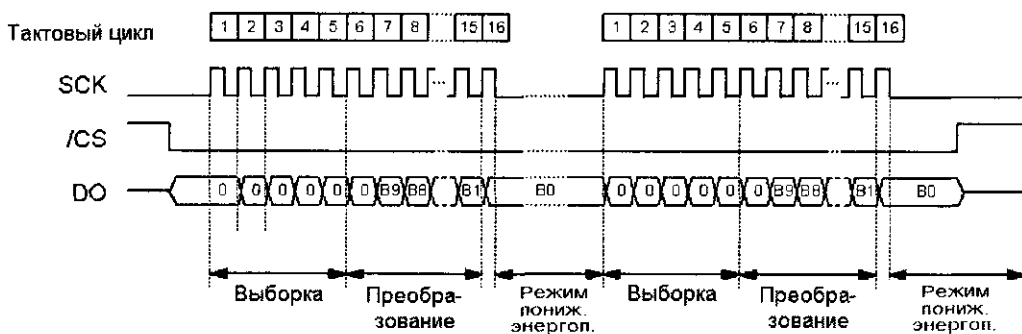 Тактовый цикл 1 2 3 4 5 6 7 8 15 16 1 2 3 4 5 6 7 8 15 16
SCK
/CS
DO 0 0 0 0 0 0 B9 B8 B1 B0 0 0 0 0 0 0 B9 B8 B1 B0
Выборка Преобра- Режим Выборка Преобра- Режим
зование пониж. зование пониж.
энергоп. энергоп.